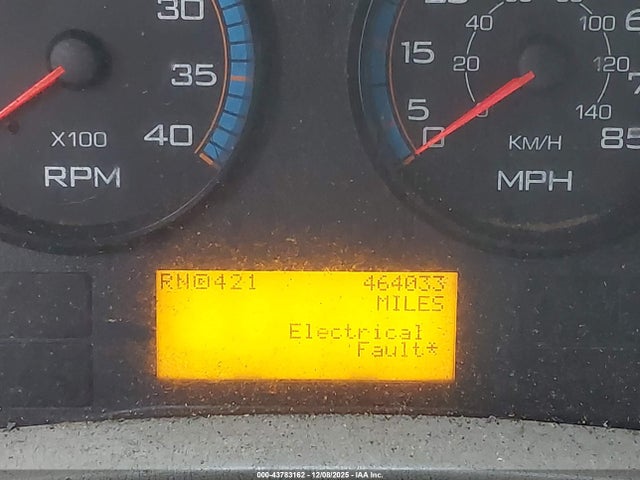 30
35
40
X100
RPM
15
5
0
40
20
100
120
140
85
KM/H
MPH
RN©421 464033
MILES
Electrical
Fault*
000-43783162 - 12/08/2025 - IAA Inc.